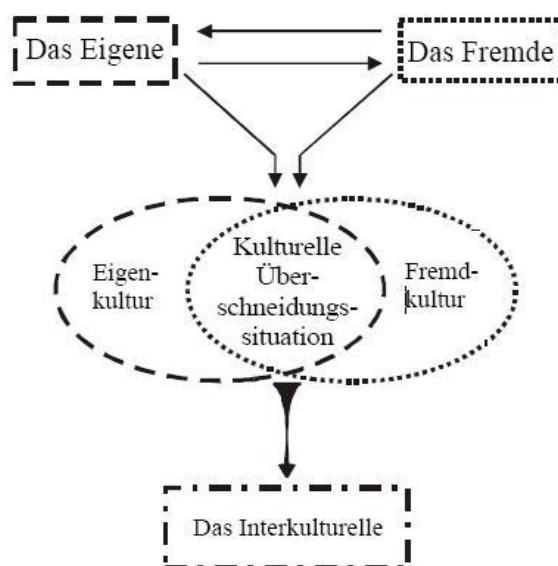 Das Eigene
Das Fremde
Eigen-
kultur
Kulturelle
Über-
schneidungs-
situation
Fremd-
kultur
Das Interkulturelle